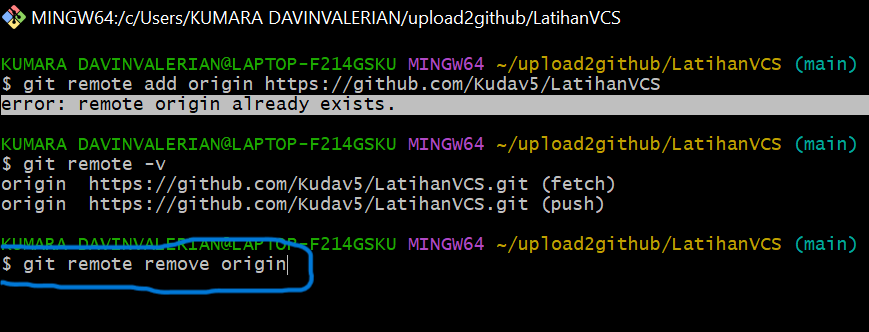 MINGW64:/c/Users/KUMARA DAVINVALERIAN/upload2github/LatihanVCS
KUMARA DAVINVALERIAN@LAPTOP-F214GSKU MINGW64 ~/upload2github/LatihanVCS (main)
$ git remote add origin https://github.com/Kudav5/LatihanVCS
error: remote origin already exists.
KUMARA DAVINVALERIAN@LAPTOP-F214GSKU MINGW64 ~/upload2github/LatihanVCS (main)
$ git remote -v
origin  https://github.com/Kudav5/LatihanVCS.git (fetch)
origin  https://github.com/Kudav5/LatihanVCS.git (push)
KUMARA DAVINVALERIAN@LAPTOP-F214GSKU MINGW64 ~/upload2github/LatihanVCS (main)
$ git remote remove origin